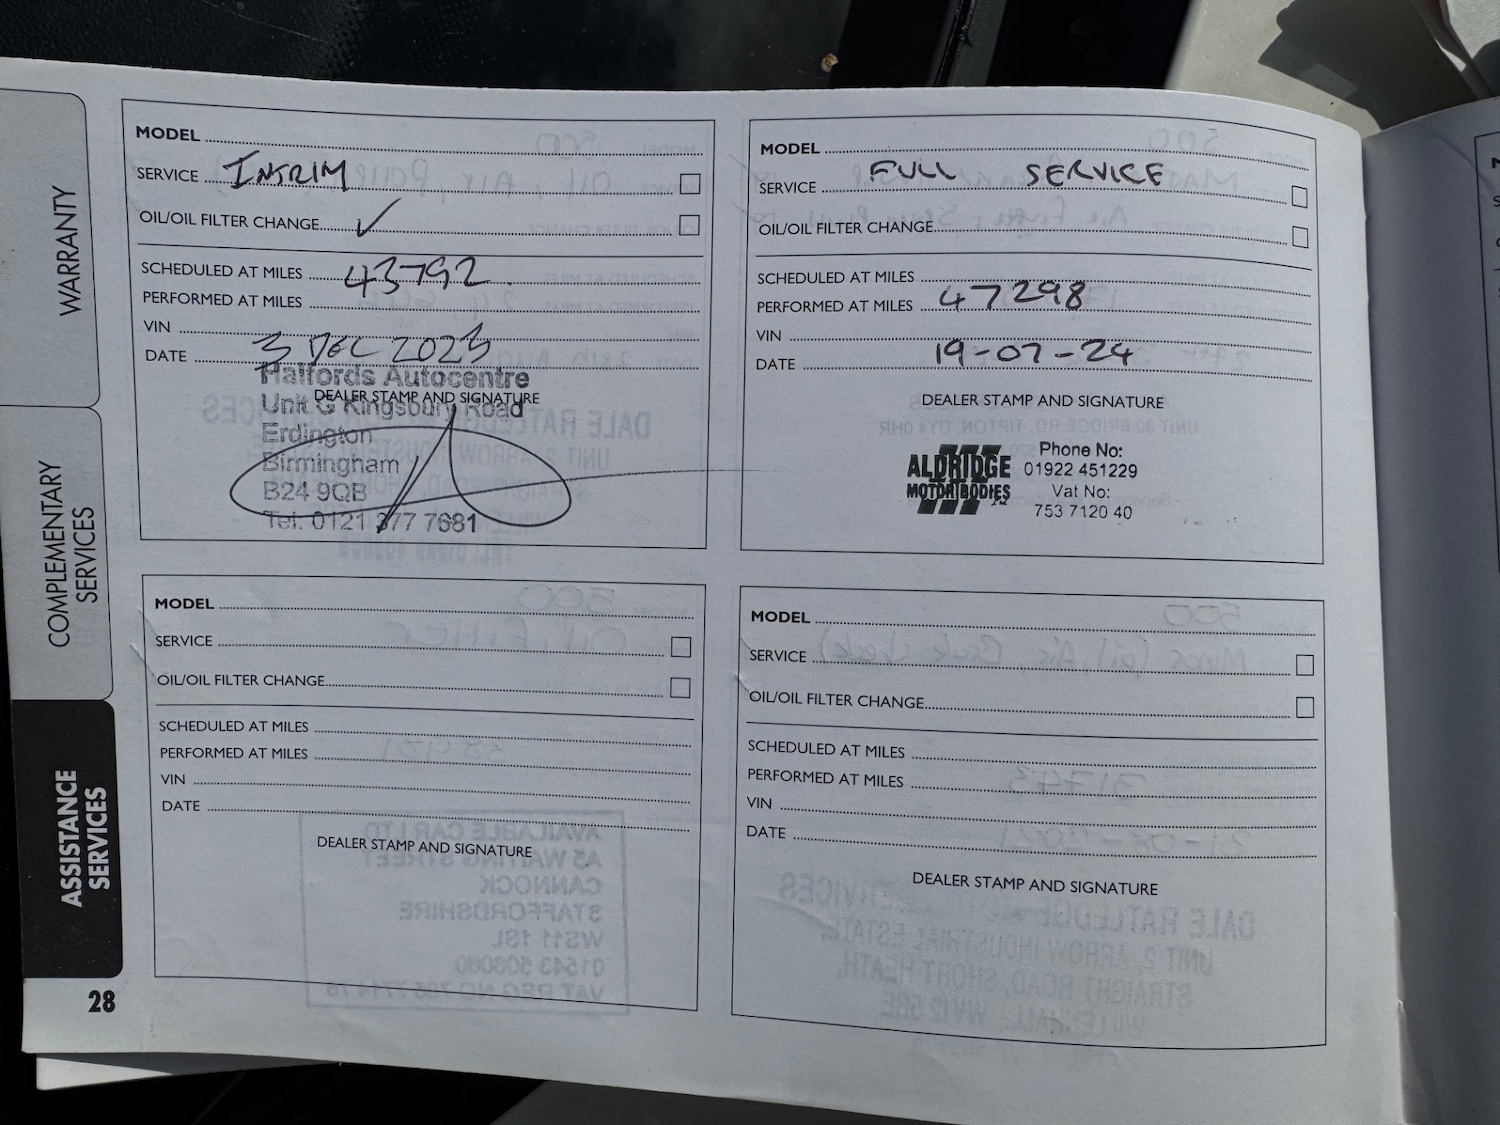 WARRANTY
COMPLEMENTARY
SERVICES
ASSISTANCE
SERVICES
28
MODEL
SERVICE INTRIM
OIL/OIL FILTER CHANGE ✓
SCHEDULED AT MILES 43792
PERFORMED AT MILES
VIN
DATE 3 DEC 2023
Halfords Autocentre
DEALER STAMP AND SIGNATURE
Unit G Kingsbury Road
Erdington
Birmingham
B24 9QB
Tel: 0121 377 7681
MODEL
SERVICE FULL SERVICE
OIL/OIL FILTER CHANGE
SCHEDULED AT MILES
PERFORMED AT MILES 47298
VIN
DATE 19-07-24
DEALER STAMP AND SIGNATURE
ALDRIDGE
MOTOR BODIES
Phone No:
01922 451229
Vat No:
753 7120 40
MODEL
SERVICE
OIL/OIL FILTER CHANGE
SCHEDULED AT MILES
PERFORMED AT MILES
VIN
DATE
DEALER STAMP AND SIGNATURE
MODEL
SERVICE
OIL/OIL FILTER CHANGE
SCHEDULED AT MILES
PERFORMED AT MILES
VIN
DATE
DEALER STAMP AND SIGNATURE